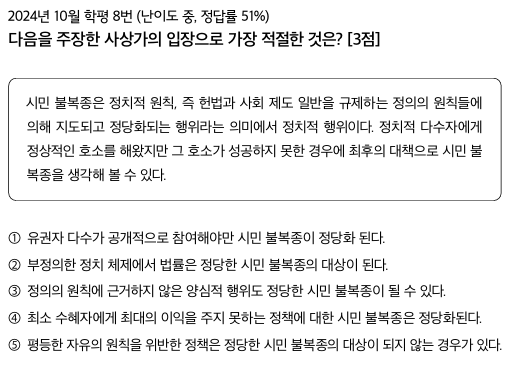 2024년 10월 학평 8번 (난이도 중, 정답률 51%)
다음을 주장한 사상가의 입장으로 가장 적절한 것은? [3점]
시민 불복종은 정치적 원칙, 즉 헌법과 사회 제도 일반을 규제하는 정의의 원칙들에
의해 지도되고 정당화되는 행위라는 의미에서 정치적 행위이다. 정치적 다수자에게
정상적인 호소를 해왔지만 그 호소가 성공하지 못한 경우에 최후의 대책으로 시민 불
복종을 생각해 볼 수 있다.
① 유권자 다수가 공개적으로 참여해야만 시민 불복종이 정당화 된다.
② 부정의한 정치 체제에서 법률은 정당한 시민 불복종의 대상이 된다.
③ 정의의 원칙에 근거하지 않은 양심적 행위도 정당한 시민 불복종이 될 수 있다.
④ 최소 수혜자에게 최대의 이익을 주지 못하는 정책에 대한 시민 불복종은 정당화된다.
⑤ 평등한 자유의 원칙을 위반한 정책은 정당한 시민 불복종의 대상이 되지 않는 경우가 있다.